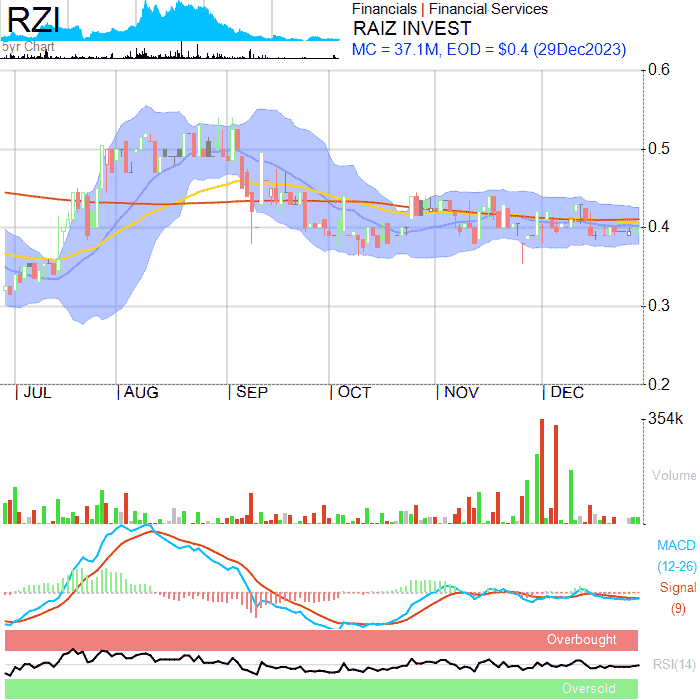 RZI
5yr Chart
Financials | Financial Services
RAIZ INVEST
MC = 37.1M, EOD = $0.4 (29Dec2023)
0.6
0.5
0.4
0.3
0.2
| JUL | AUG | SEP | OCT | NOV | DEC
354k
Volume
MACD
(12-26)
Signal
(9)
Overbought
RSI(14)
Oversold